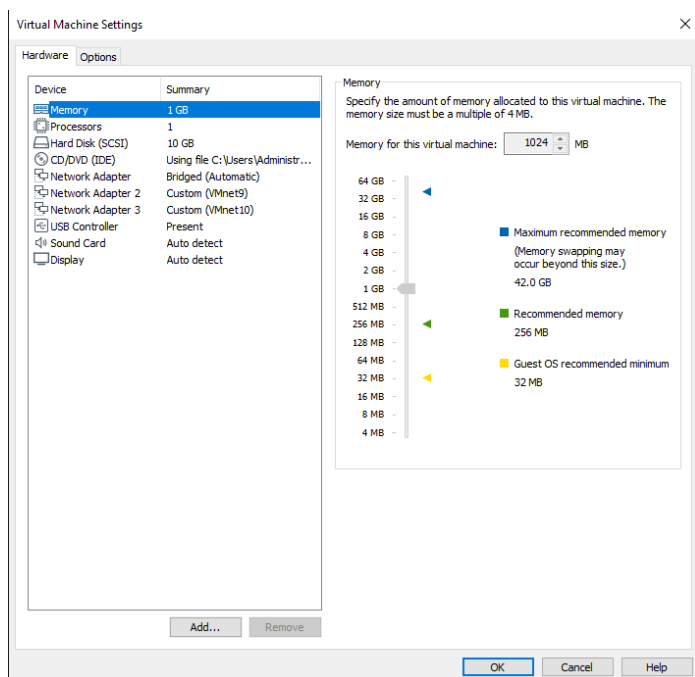 Virtual Machine Settings
Hardware Options
Device Summary
Memory 1 GB
Processors 1
Hard Disk (SCSI) 10 GB
CD/DVD (IDE) Using file C:\Users\Administr...
Network Adapter Bridged (Automatic)
Network Adapter 2 Custom (VMnet9)
Network Adapter 3 Custom (VMnet10)
USB Controller Present
Sound Card Auto detect
Display Auto detect
Add... Remove
Memory
Specify the amount of memory allocated to this virtual machine. The
memory size must be a multiple of 4 MB.
Memory for this virtual machine: 1024 MB
64 GB
32 GB
16 GB
8 GB
4 GB
2 GB
1 GB
512 MB
256 MB
128 MB
64 MB
32 MB
16 MB
8 MB
4 MB
Maximum recommended memory
(Memory swapping may
occur beyond this size.)
42.0 GB
Recommended memory
256 MB
Guest OS recommended minimum
32 MB
OK Cancel Help